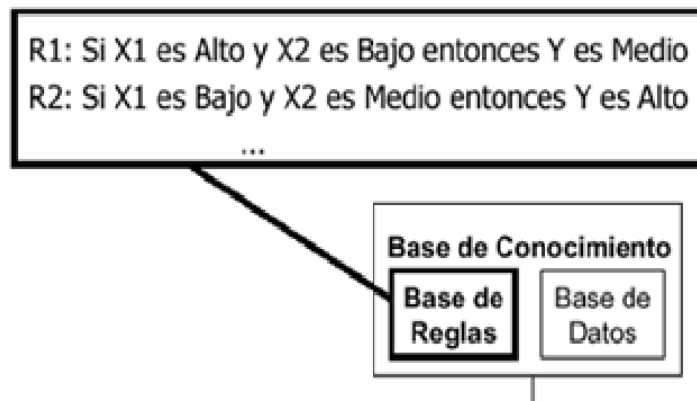 R1: Si X1 es Alto y X2 es Bajo entonces Y es Medio
R2: Si X1 es Bajo y X2 es Medio entonces Y es Alto
...
Base de Conocimiento
Base de
Reglas
Base de
Datos